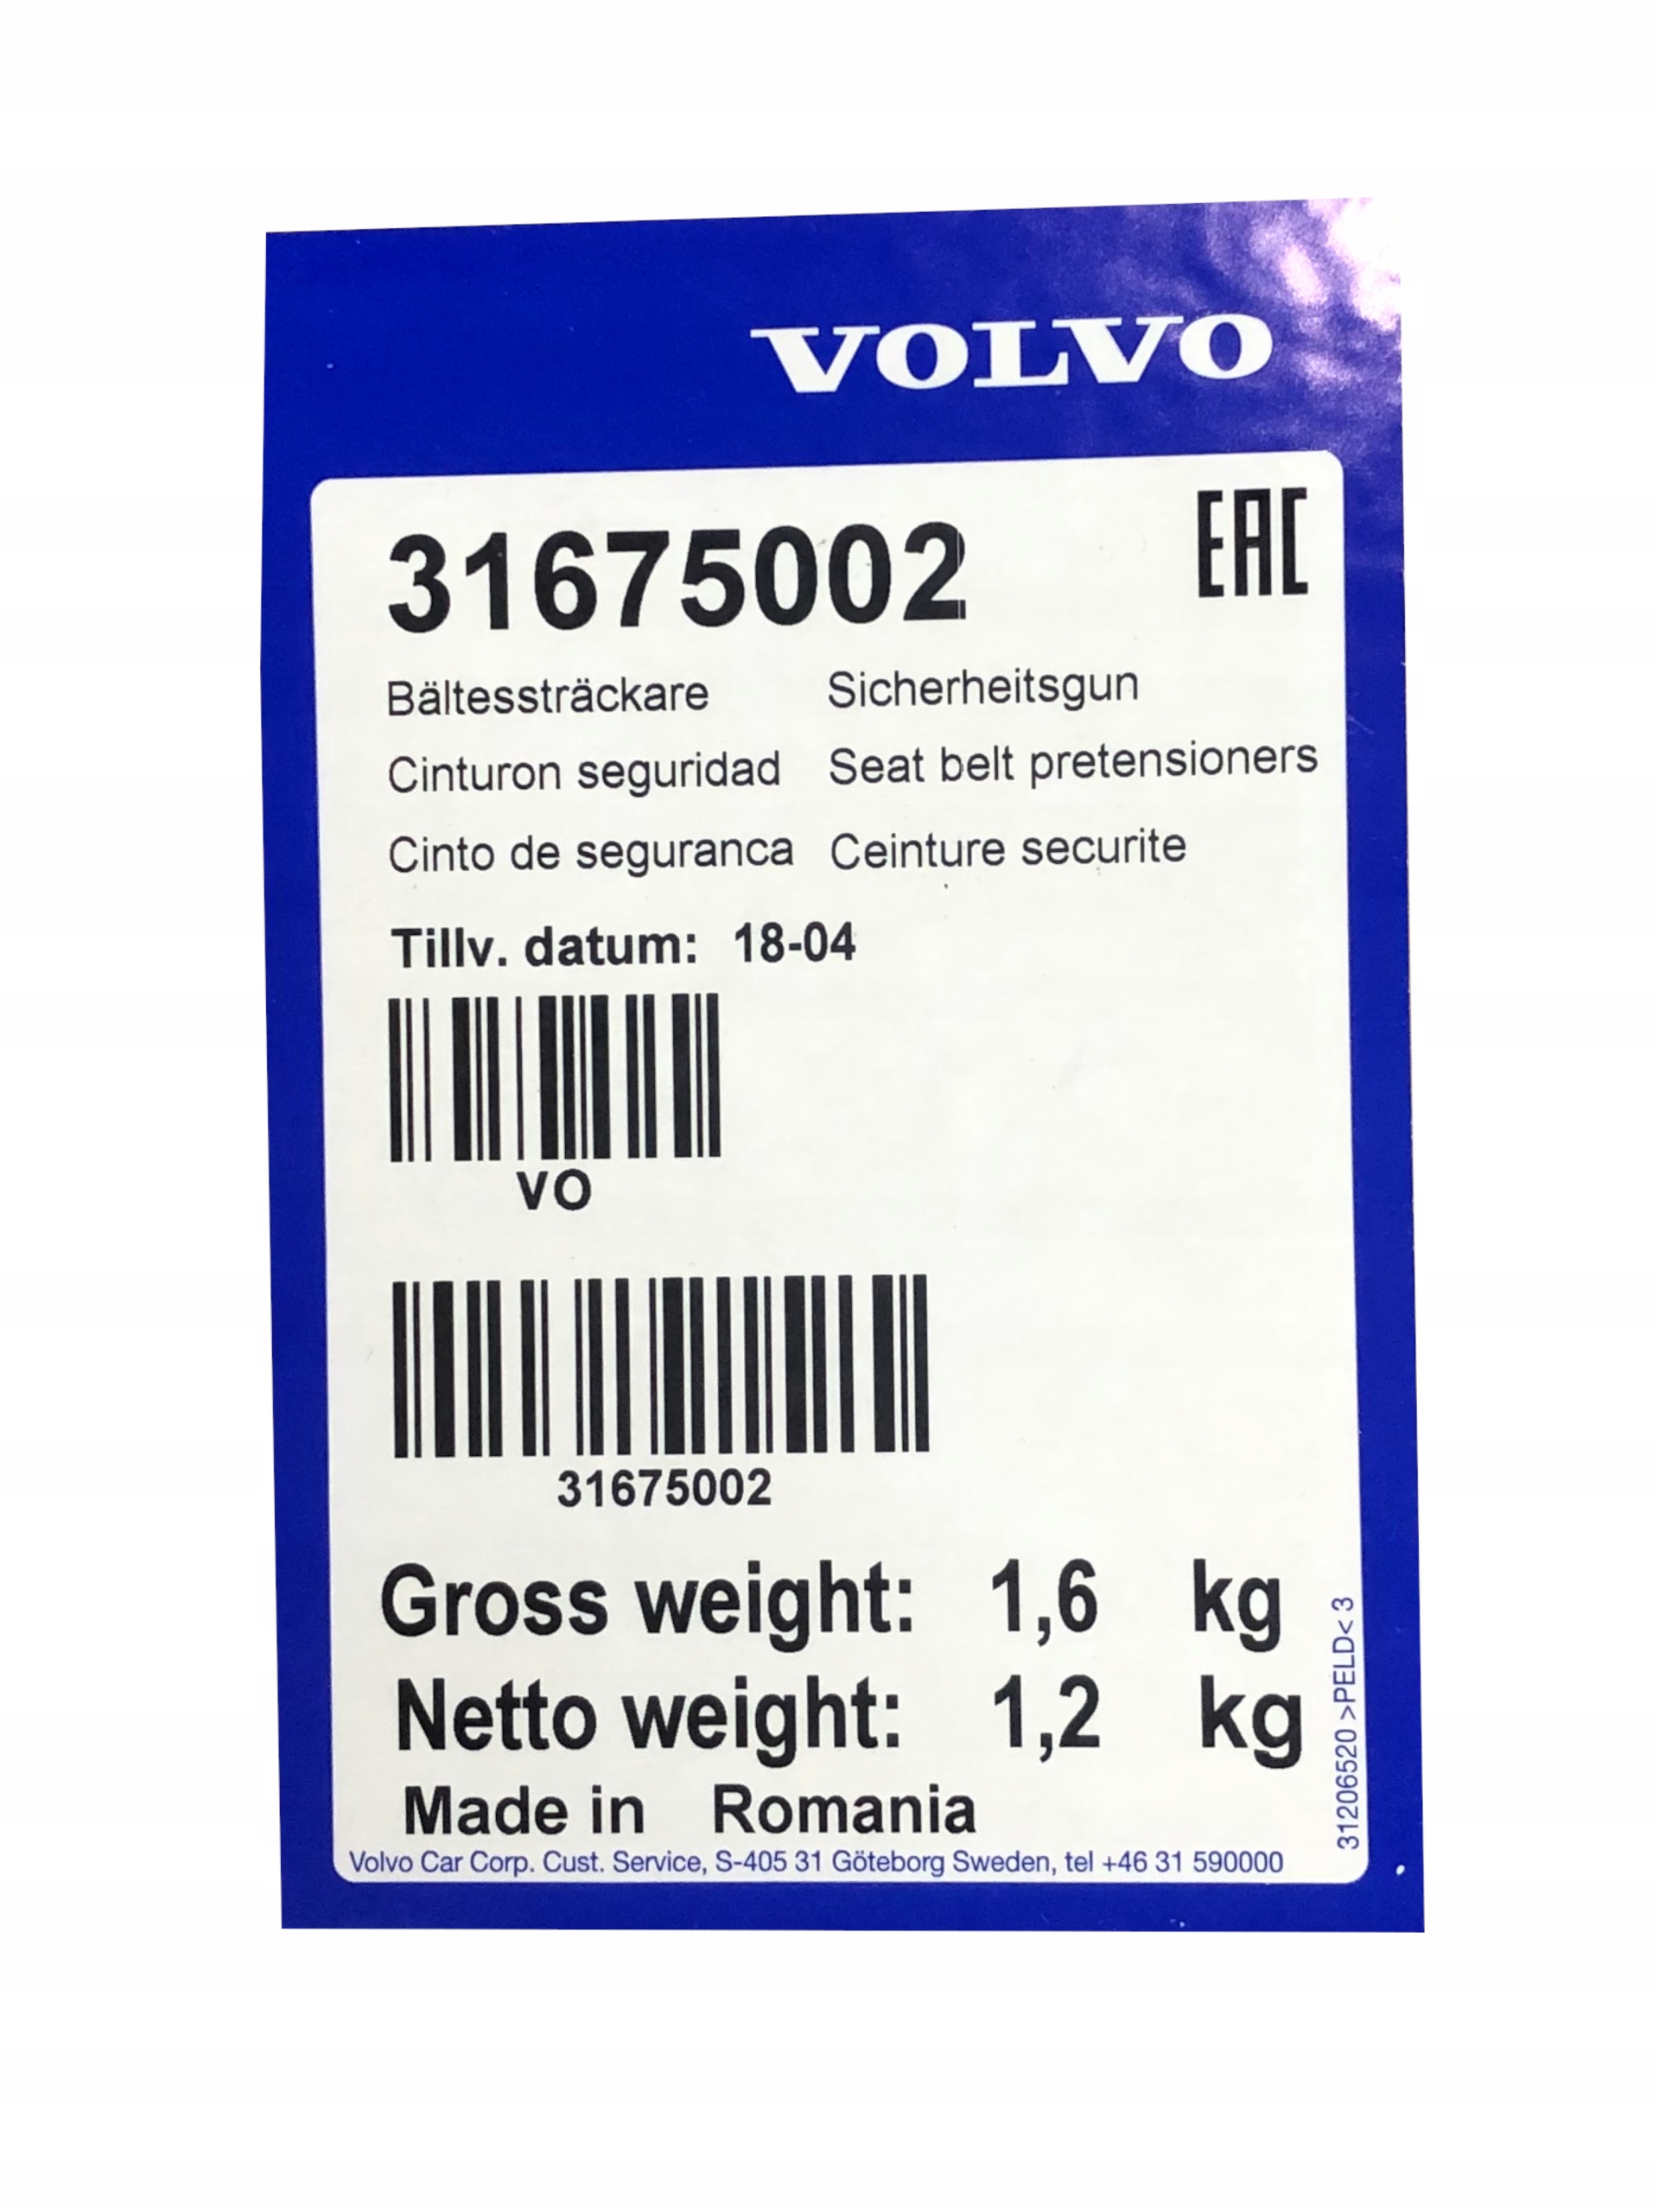 VOLVO
31675002 EAC
Bältessträckare Sicherheitsgun
Cinturon seguridad Seat belt pretensioners
Cinto de seguranca Ceinture securite
Tillv. datum: 18-04
VO
31675002
Gross weight: 1,6 kg
Netto weight: 1,2 kg
Made in Romania
Volvo Car Corp. Cust. Service, S-405 31 Göteborg Sweden, tel +46 31 590000
31206520 >PELD< 3